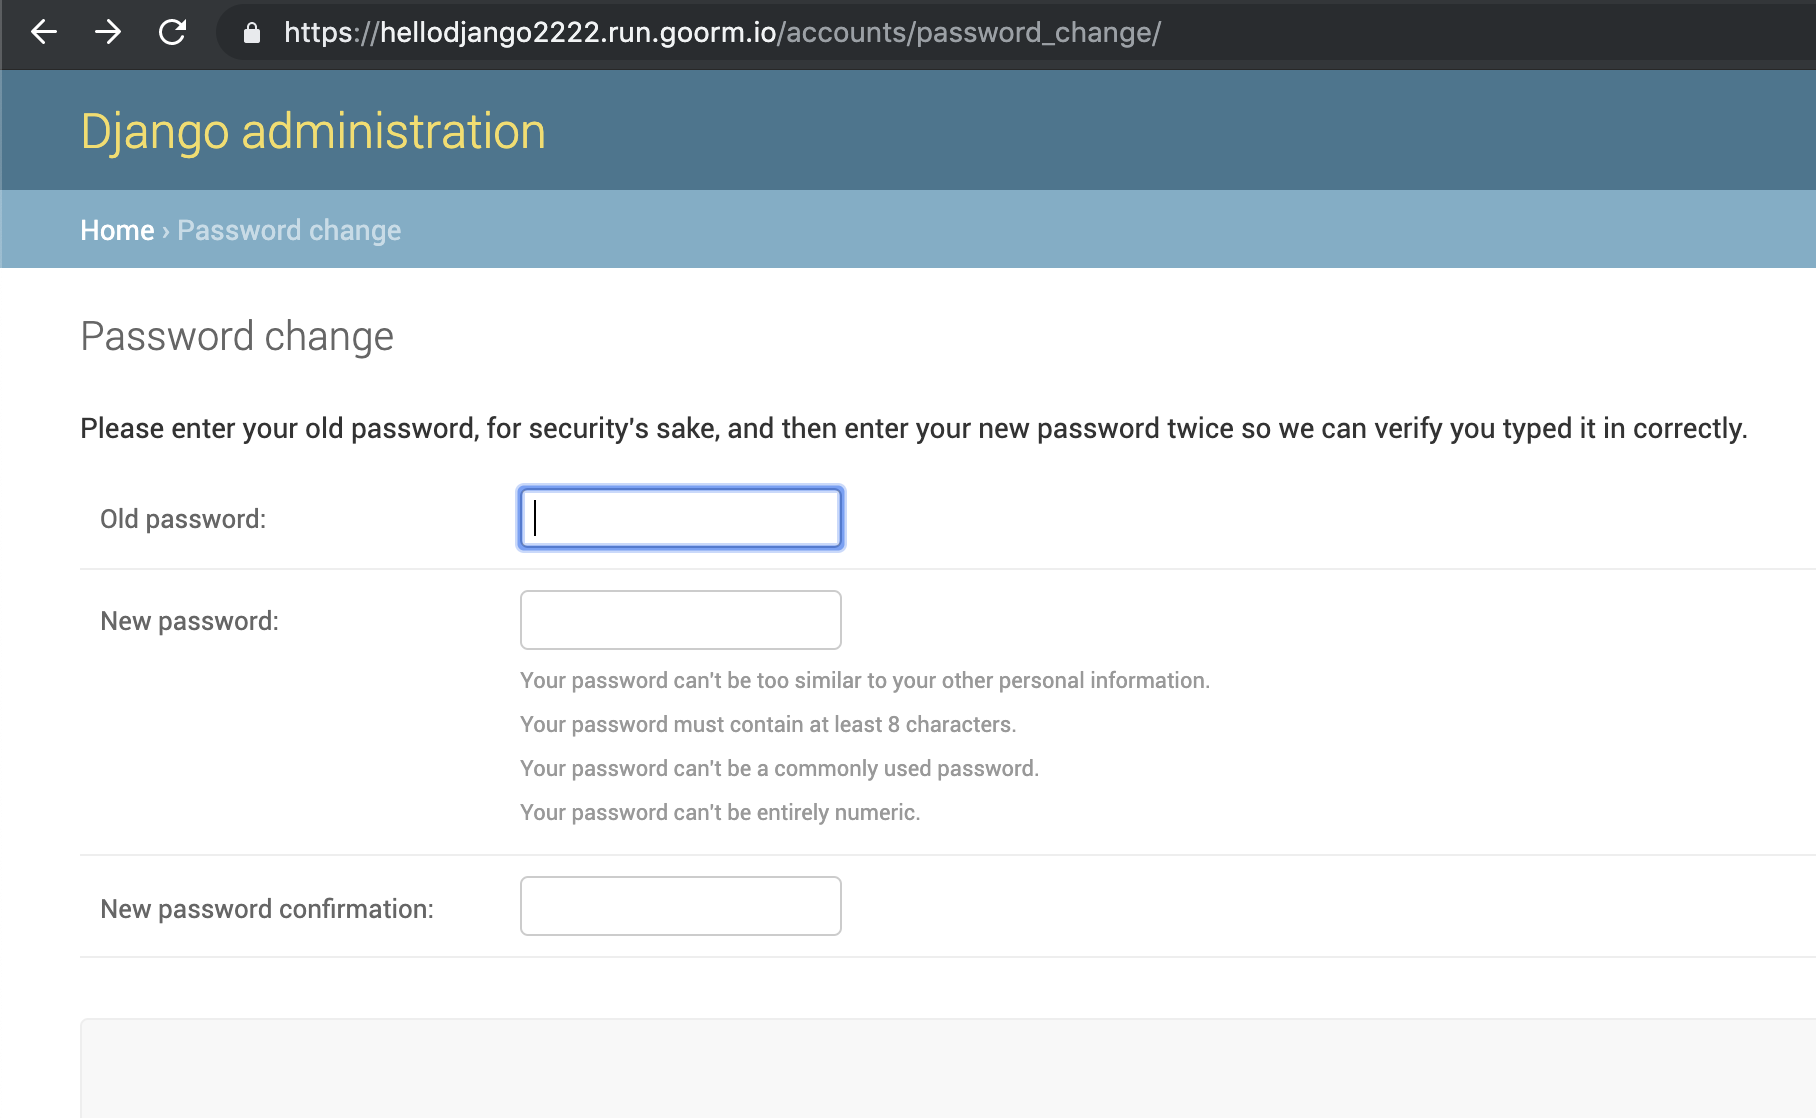 https://hellodjango2222.run.goorm.io/accounts/password_change/
Django administration
Home › Password change
Password change
Please enter your old password, for security's sake, and then enter your new password twice so we can verify you typed it in correctly.
Old password:
New password:
Your password can't be too similar to your other personal information.
Your password must contain at least 8 characters.
Your password can't be a commonly used password.
Your password can't be entirely numeric.
New password confirmation: